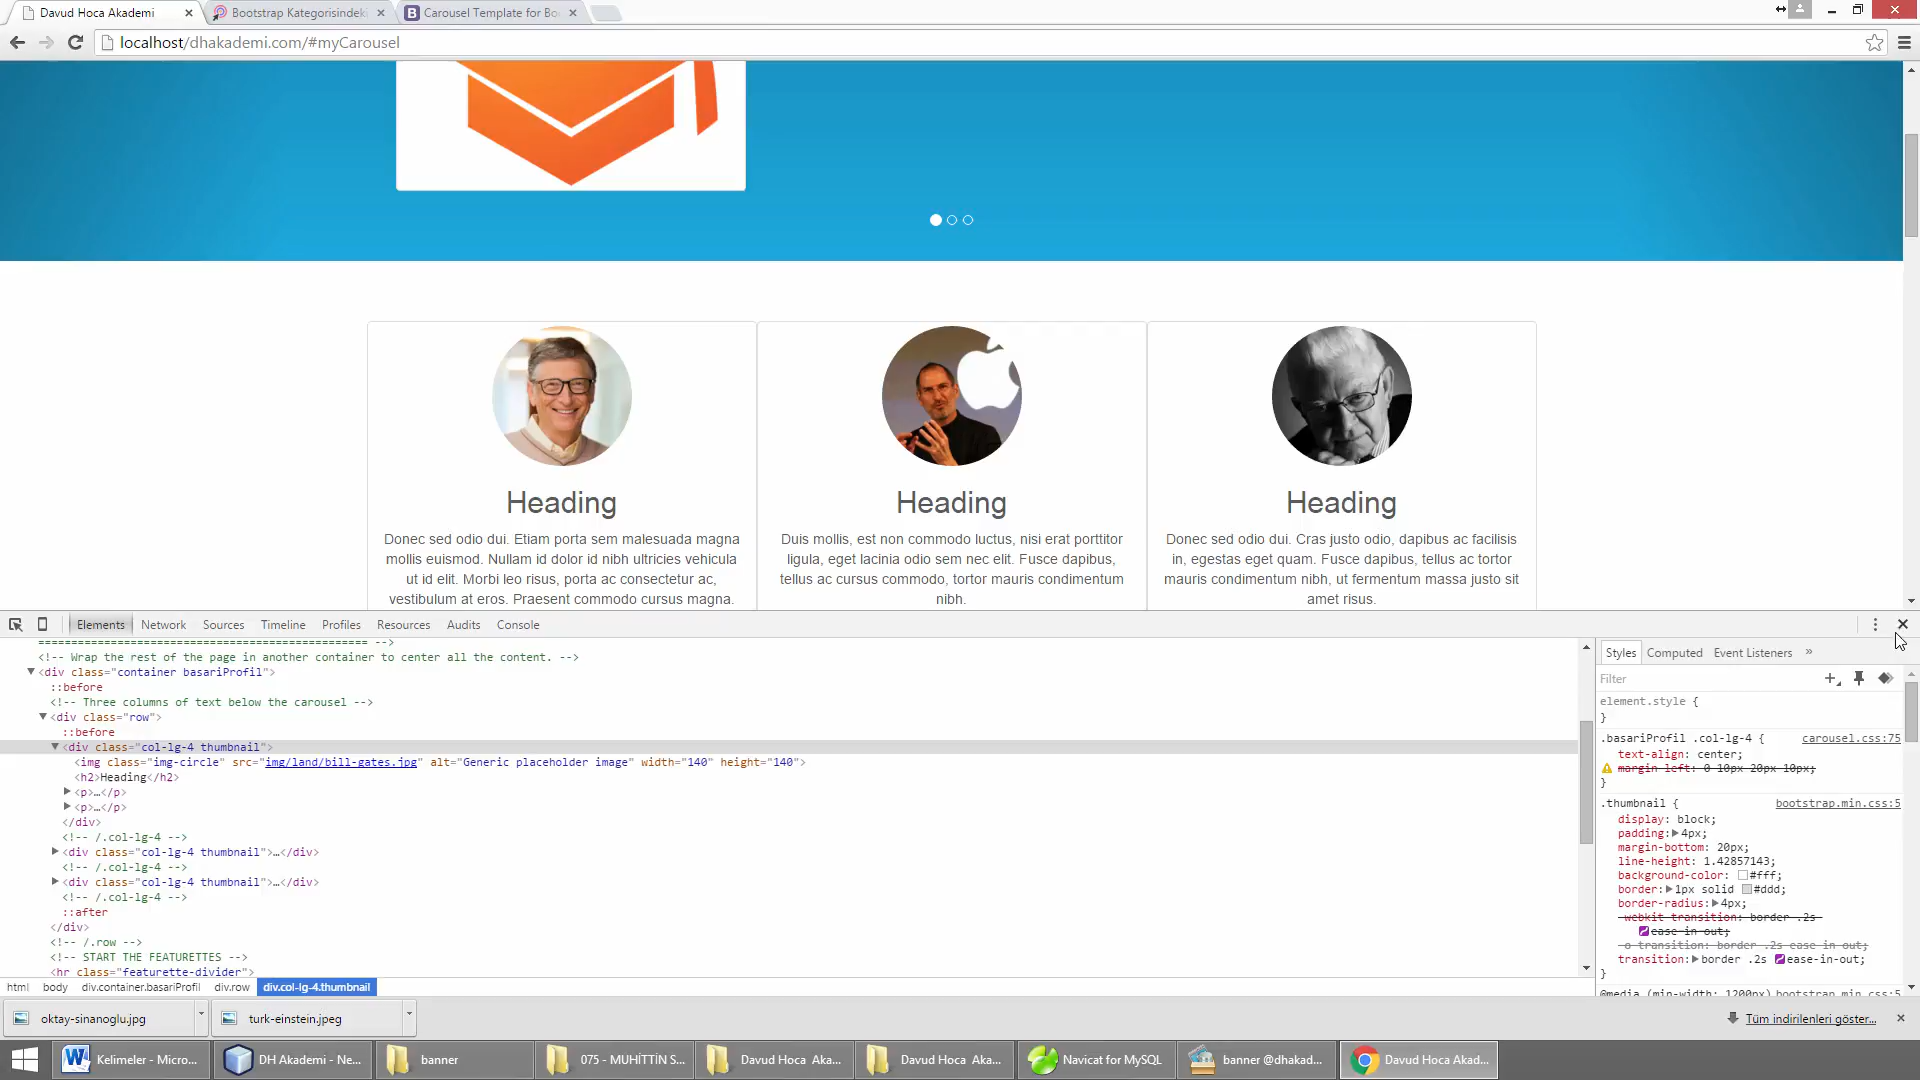 Davud Hoca Akademi
Bootstrap Kategorisindeki
Carousel Template for Bo
localhost/dhakademi.com/#myCarousel
Heading
Donec sed odio dui. Etiam porta sem malesuada magna
mollis euismod. Nullam id dolor id nibh ultricies vehicula
ut id elit. Morbi leo risus, porta ac consectetur ac,
vestibulum at eros. Praesent commodo cursus magna.
Heading
Duis mollis, est non commodo luctus, nisi erat porttitor
ligula, eget lacinia odio sem nec elit. Fusce dapibus,
tellus ac cursus commodo, tortor mauris condimentum
nibh.
Heading
Donec sed odio dui. Cras justo odio, dapibus ac facilisis
in, egestas eget quam. Fusce dapibus, tellus ac tortor
mauris condimentum nibh, ut fermentum massa justo sit
amet risus.
Elements Network Sources Timeline Profiles Resources Audits Console
================================================== -->
<!-- Wrap the rest of the page in another container to center all the content. -->
<div class="container basariProfil">
::before
<!-- Three columns of text below the carousel -->
<div class="row">
::before
<div class="col-lg-4 thumbnail">
<img class="img-circle" src="img/land/bill-gates.jpg" alt="Generic placeholder image" width="140" height="140">
<h2>Heading</h2>
<p>…</p>
<p>…</p>
</div>
<!-- /.col-lg-4 -->
<div class="col-lg-4 thumbnail">…</div>
<!-- /.col-lg-4 -->
<div class="col-lg-4 thumbnail">…</div>
<!-- /.col-lg-4 -->
::after
</div>
<!-- /.row -->
<!-- START THE FEATURETTES -->
<hr class="featurette-divider">
html body div.container.basariProfil div.row div.col-lg-4.thumbnail
Styles Computed Event Listeners »
Filter
element.style {
}
.basariProfil .col-lg-4 { carousel.css:75
text-align: center;
margin-left: 0 10px 20px 10px;
}
.thumbnail { bootstrap.min.css:5
display: block;
padding: 4px;
margin-bottom: 20px;
line-height: 1.42857143;
background-color: #fff;
border: 1px solid #ddd;
border-radius: 4px;
-webkit-transition: border .2s
ease-in-out;
-o-transition: border .2s ease-in-out;
transition: border .2s ease-in-out;
}
@media (min-width: 1200px) bootstrap.min.css:5
oktay-sinanoglu.jpg
turk-einstein.jpeg
Tüm indirilenleri göster...
Kelimeler - Micro...
DH Akademi - Ne...
banner
075 - MUHİTTİN S...
Davud Hoca Aka...
Davud Hoca Aka...
Navicat for MySQL
banner @dhakad...
Davud Hoca Akad...